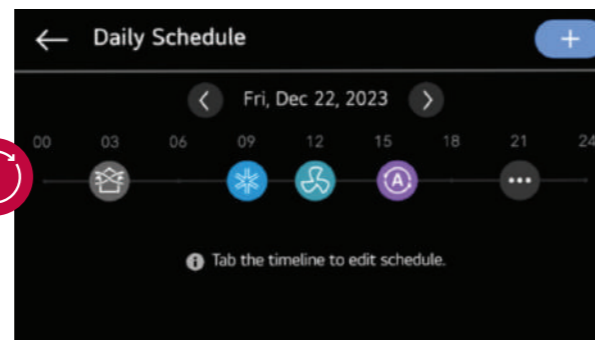 ← Daily Schedule +
< Fri, Dec 22, 2023 >
00 03 06 09 12 15 18 21 24
A
Tab the timeline to edit schedule.